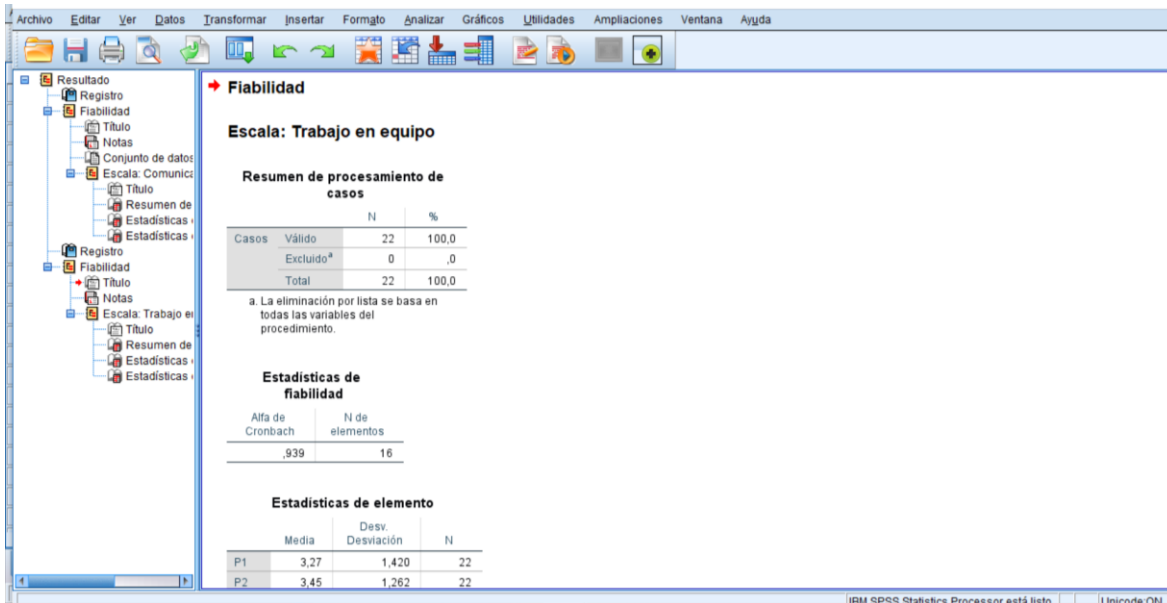 Archivo Editar Ver Datos Transformar Insertar Formato Analizar Gráficos Utilidades Ampliaciones Ventana Ayuda
Resultado
Registro
Fiabilidad
Título
Notas
Conjunto de datos
Escala: Comunica
Título
Resumen de
Estadísticas
Estadísticas
Registro
Fiabilidad
Título
Notas
Escala: Trabajo e
Título
Resumen de
Estadísticas
Estadísticas
Fiabilidad
Escala: Trabajo en equipo
Resumen de procesamiento de
casos
N %
Casos Válido 22 100,0
Excluidoª 0 ,0
Total 22 100,0
a. La eliminación por lista se basa en
todas las variables del
procedimiento.
Estadísticas de
fiabilidad
Alfa de N de
Cronbach elementos
,939 16
Estadísticas de elemento
Desv.
Media Desviación N
P1 3,27 1,420 22
P2 3,45 1,262 22
IBM SPSS Statistics Processor está listo Unicode:ON